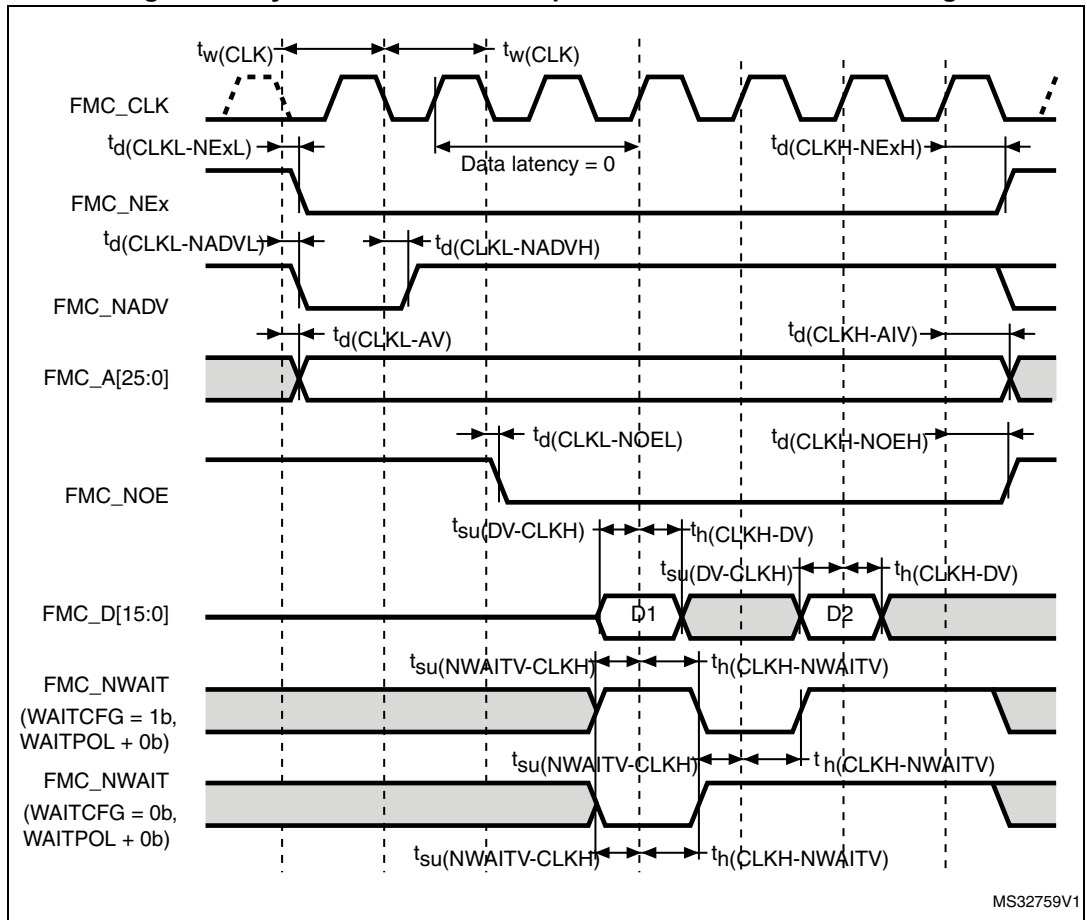 tw(CLK)
tw(CLK)
FMC_CLK
td(CLKL-NExL)
Data latency = 0
td(CLKH-NExH)
FMC_NEx
td(CLKL-NADVL)
td(CLKL-NADVH)
FMC_NADV
td(CLKL-AV)
td(CLKH-AIV)
FMC_A[25:0]
td(CLKL-NOEL)
td(CLKH-NOEH)
FMC_NOE
tsu(DV-CLKH)
th(CLKH-DV)
tsu(DV-CLKH)
th(CLKH-DV)
FMC_D[15:0]
D1
D2
tsu(NWAITV-CLKH)
th(CLKH-NWAITV)
FMC_NWAIT
(WAITCFG = 1b,
WAITPOL + 0b)
tsu(NWAITV-CLKH)
th(CLKH-NWAITV)
FMC_NWAIT
(WAITCFG = 0b,
WAITPOL + 0b)
tsu(NWAITV-CLKH)
th(CLKH-NWAITV)
MS32759V1